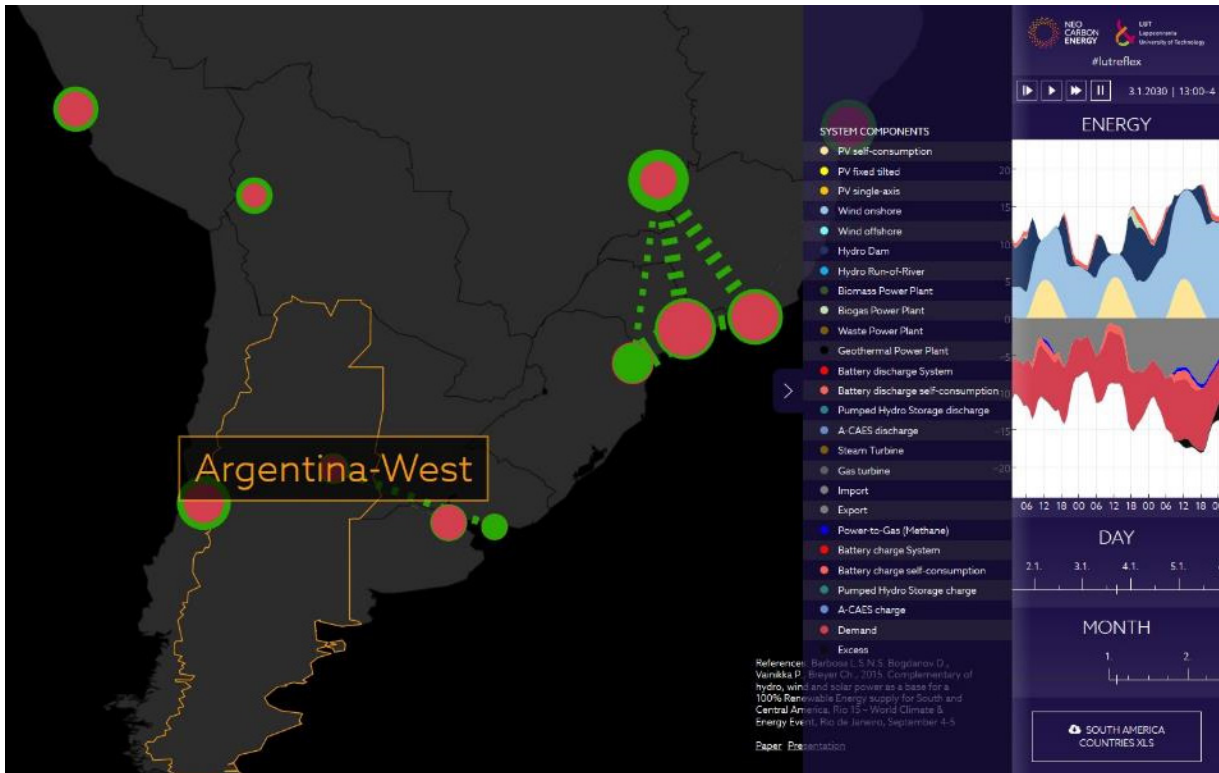 NEO
CARBON
ENERGY
LUT
Lappeenranta
University of Technology
#lutreflex
3.1.2030 | 13:00-4
ENERGY
SYSTEM COMPONENTS
PV self-consumption
PV fixed tilted
PV single-axis
Wind onshore
Wind offshore
Hydro Dam
Hydro Run-of-River
Biomass Power Plant
Biogas Power Plant
Waste Power Plant
Geothermal Power Plant
Battery discharge System
Battery discharge self-consumption
Pumped Hydro Storage discharge
A-CAES discharge
Steam Turbine
Gas turbine
Import
Export
Power-to-Gas (Methane)
Battery charge System
Battery charge self-consumption
Pumped Hydro Storage charge
A-CAES charge
Demand
Excess
Argentina-West
20
15
10
5
0
-5
-10
-15
-20
06 12 18 00 06 12 18 00 06 12 18 0
DAY
2.1. 3.1. 4.1. 5.1.
MONTH
1. 2.
References: Barbosa L.S.N.S. Bogdanov D.,
Vainikka P., Breyer Ch., 2015. Complementary of
hydro, wind and solar power as a base for a
100% Renewable Energy supply for South and
Central America, Rio 15 – World Climate &
Energy Event, Rio de Janeiro, September 4-5
Paper Presentation
SOUTH AMERICA
COUNTRIES XLS